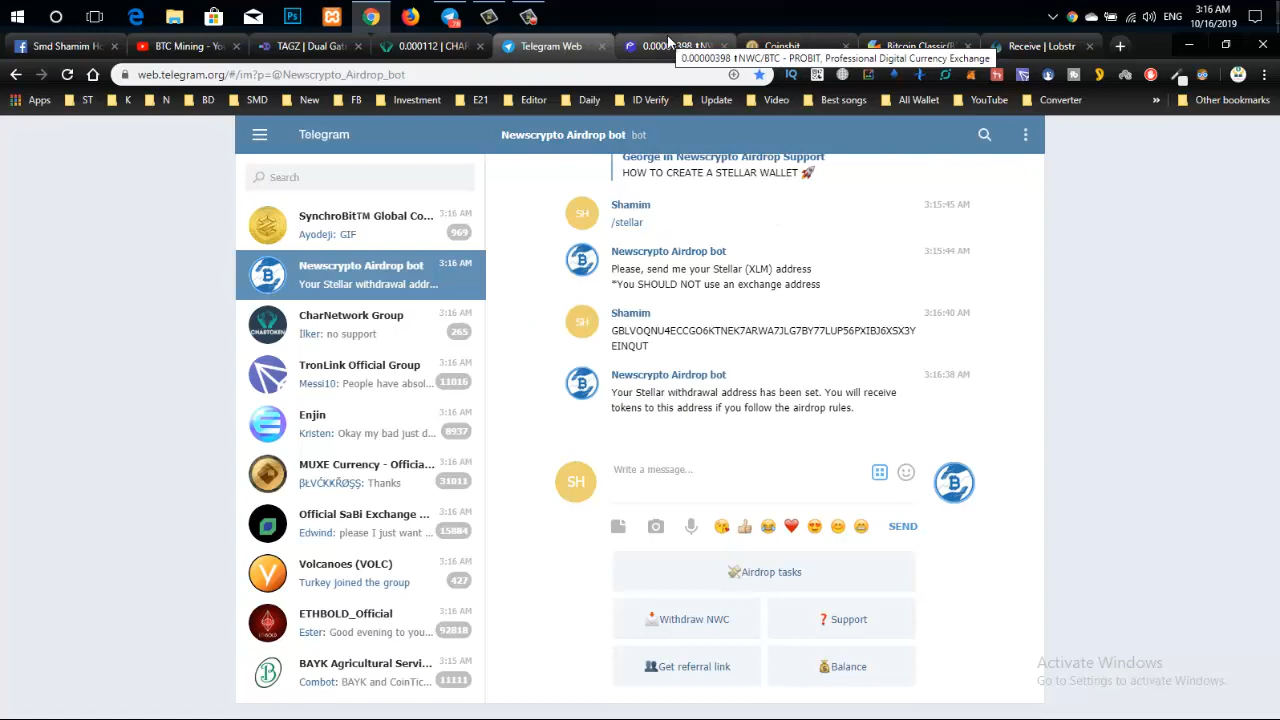 3:16 AM
ENG
10/16/2019
Smd Shamim H
BTC Mining - Yo
TAGZ | Dual Gat
0.000112 | CHAR
Telegram Web
Coinsbit
Bitcoin Classic(B
Receive | Lobstr
0.00000398 ⬆NWC/BTC - PROBIT, Professional Digital Currency Exchange
web.telegram.org/#/im?p=@Newscrypto_Airdrop_bot
Apps
ST
K
N
BD
SMD
New
FB
Investment
E21
Editor
Daily
ID Verify
Update
Video
Best songs
All Wallet
YouTube
Converter
»
Other bookmarks
Telegram
Newscrypto Airdrop bot bot
Search
SynchroBit™ Global Co... 3:16 AM
Ayodeji: GIF 969
Newscrypto Airdrop bot 3:16 AM
Your Stellar withdrawal addr...
CharNetwork Group 3:16 AM
Ilker: no support 265
TronLink Official Group 3:16 AM
Messi10: People have absol... 11016
Enjin 3:16 AM
Kristen: Okay my bad just d... 8937
MUXE Currency - Officia... 3:16 AM
Thanks 31011
Official SaBi Exchange ... 3:16 AM
Edwind: please I just want ... 15884
Volcanoes (VOLC) 3:16 AM
Turkey joined the group 427
ETHBOLD_Official 3:16 AM
Ester: Good evening to you... 92818
BAYK Agricultural Servi... 3:15 AM
Combot: BAYK and CoinTic... 11111
George in Newscrypto Airdrop Support
HOW TO CREATE A STELLAR WALLET 🚀
SH
Shamim 3:15:45 AM
/stellar
Newscrypto Airdrop bot 3:15:44 AM
Please, send me your Stellar (XLM) address
*You SHOULD NOT use an exchange address
SH
Shamim 3:16:40 AM
GBLVOQNU4ECCGO6KTNEK7ARWA7JLG7BY77LUP56PXIBJ6XSX3Y
EINQUT
Newscrypto Airdrop bot 3:16:38 AM
Your Stellar withdrawal address has been set. You will receive
tokens to this address if you follow the airdrop rules.
SH
Write a message...
SEND
💸Airdrop tasks
📩Withdraw NWC
❓Support
👥Get referral link
💰Balance
Activate Windows
Go to Settings to activate Windows.